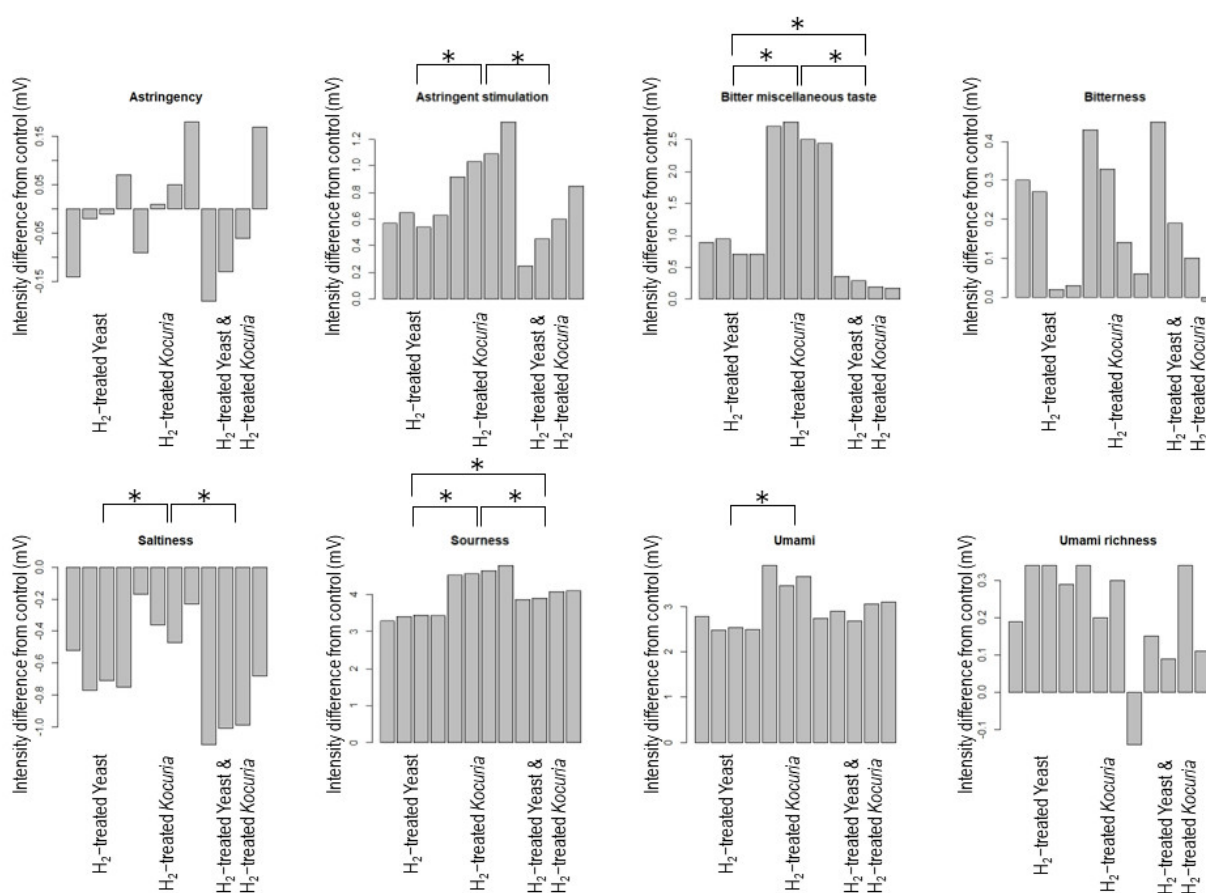 *
* * * *
Astringency Astringent stimulation Bitter miscellaneous taste Bitterness
Intensity difference from control (mV)
0.15
0.05
-0.05
-0.15
H₂-treated Yeast
H₂-treated Kocuria
H₂-treated Yeast &
H₂-treated Kocuria
Intensity difference from control (mV)
1.2
1.0
0.8
0.6
0.4
0.2
0.0
H₂-treated Yeast
H₂-treated Kocuria
H₂-treated Yeast &
H₂-treated Kocuria
Intensity difference from control (mV)
2.5
2.0
1.5
1.0
0.5
0.0
H₂-treated Yeast
H₂-treated Kocuria
H₂-treated Yeast &
H₂-treated Kocuria
Intensity difference from control (mV)
0.4
0.3
0.2
0.1
0.0
H₂-treated Yeast
H₂-treated Kocuria
H₂-treated Yeast &
H₂-treated Kocuria
*
* * * * *
Saltiness Sourness Umami Umami richness
Intensity difference from control (mV)
0.0
-0.2
-0.4
-0.6
-0.8
-1.0
H₂-treated Yeast
H₂-treated Kocuria
H₂-treated Yeast &
H₂-treated Kocuria
Intensity difference from control (mV)
4
3
2
1
0
H₂-treated Yeast
H₂-treated Kocuria
H₂-treated Yeast &
H₂-treated Kocuria
Intensity difference from control (mV)
3
2
1
0
H₂-treated Yeast
H₂-treated Kocuria
H₂-treated Yeast &
H₂-treated Kocuria
Intensity difference from control (mV)
0.3
0.2
0.1
0.0
-0.1
H₂-treated Yeast
H₂-treated Kocuria
H₂-treated Yeast &
H₂-treated Kocuria